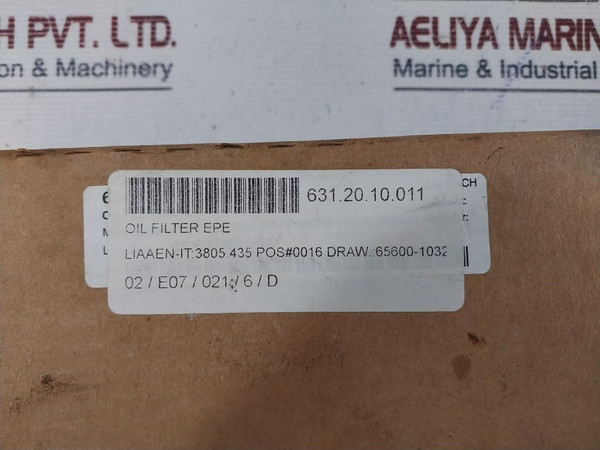 H PVT. LTD.
on & Machinery
AELIYA MARIN
Marine & Industrial
631.20.10.011
CH
OIL FILTER EPE
LIAAEN-IT:3805 435 POS#0016 DRAW.:65600-1032
02 / E07 / 021 / 6 / D